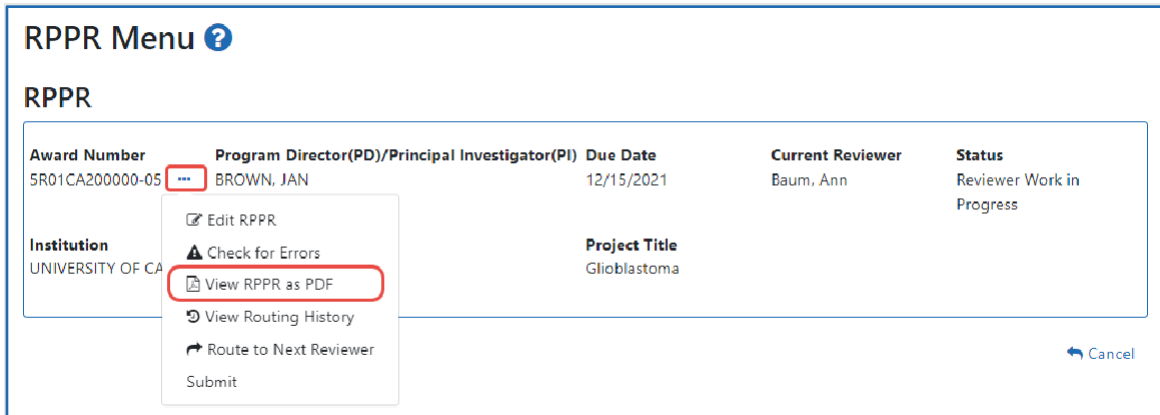 RPPR Menu ?
RPPR
Award Number Program Director(PD)/Principal Investigator(PI) Due Date Current Reviewer Status
5R01CA200000-05 ... BROWN, JAN 12/15/2021 Baum, Ann Reviewer Work in
Progress
Edit RPPR
Institution Project Title
Check for Errors
UNIVERSITY OF CA Glioblastoma
View RPPR as PDF
View Routing History
Route to Next Reviewer
Cancel
Submit